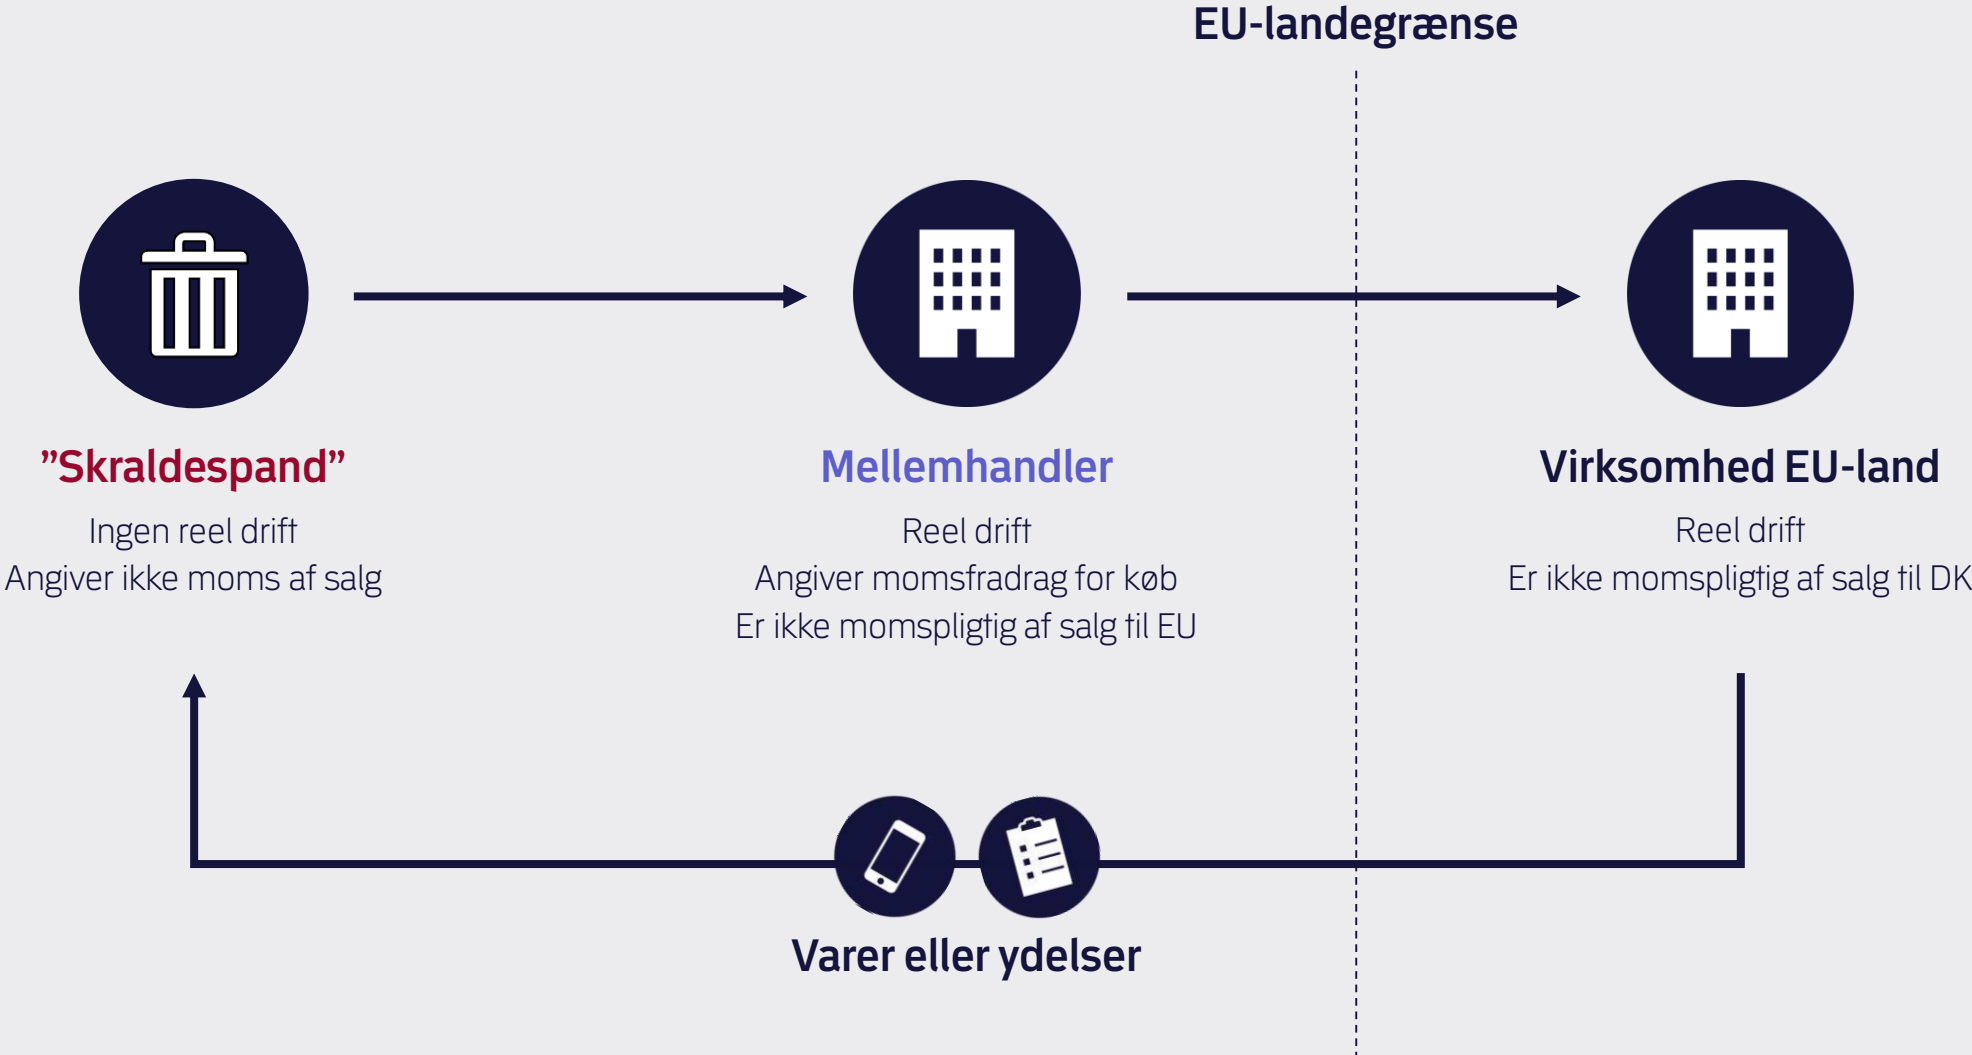 EU-landegrænse
”Skraldespand”
Ingen reel drift
Angiver ikke moms af salg
Mellemhandler
Reel drift
Angiver momsfradrag for køb
Er ikke momspligtig af salg til EU
Virksomhed EU-land
Reel drift
Er ikke momspligtig af salg til DK
Varer eller ydelser